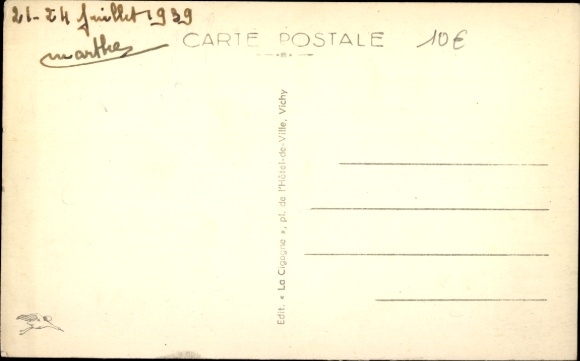 21-24 Juillet 1939
Marthe
CARTE POSTALE
10€
Edit. « La Cigogne », pl. de l'Hôtel-de-Ville, Vichy